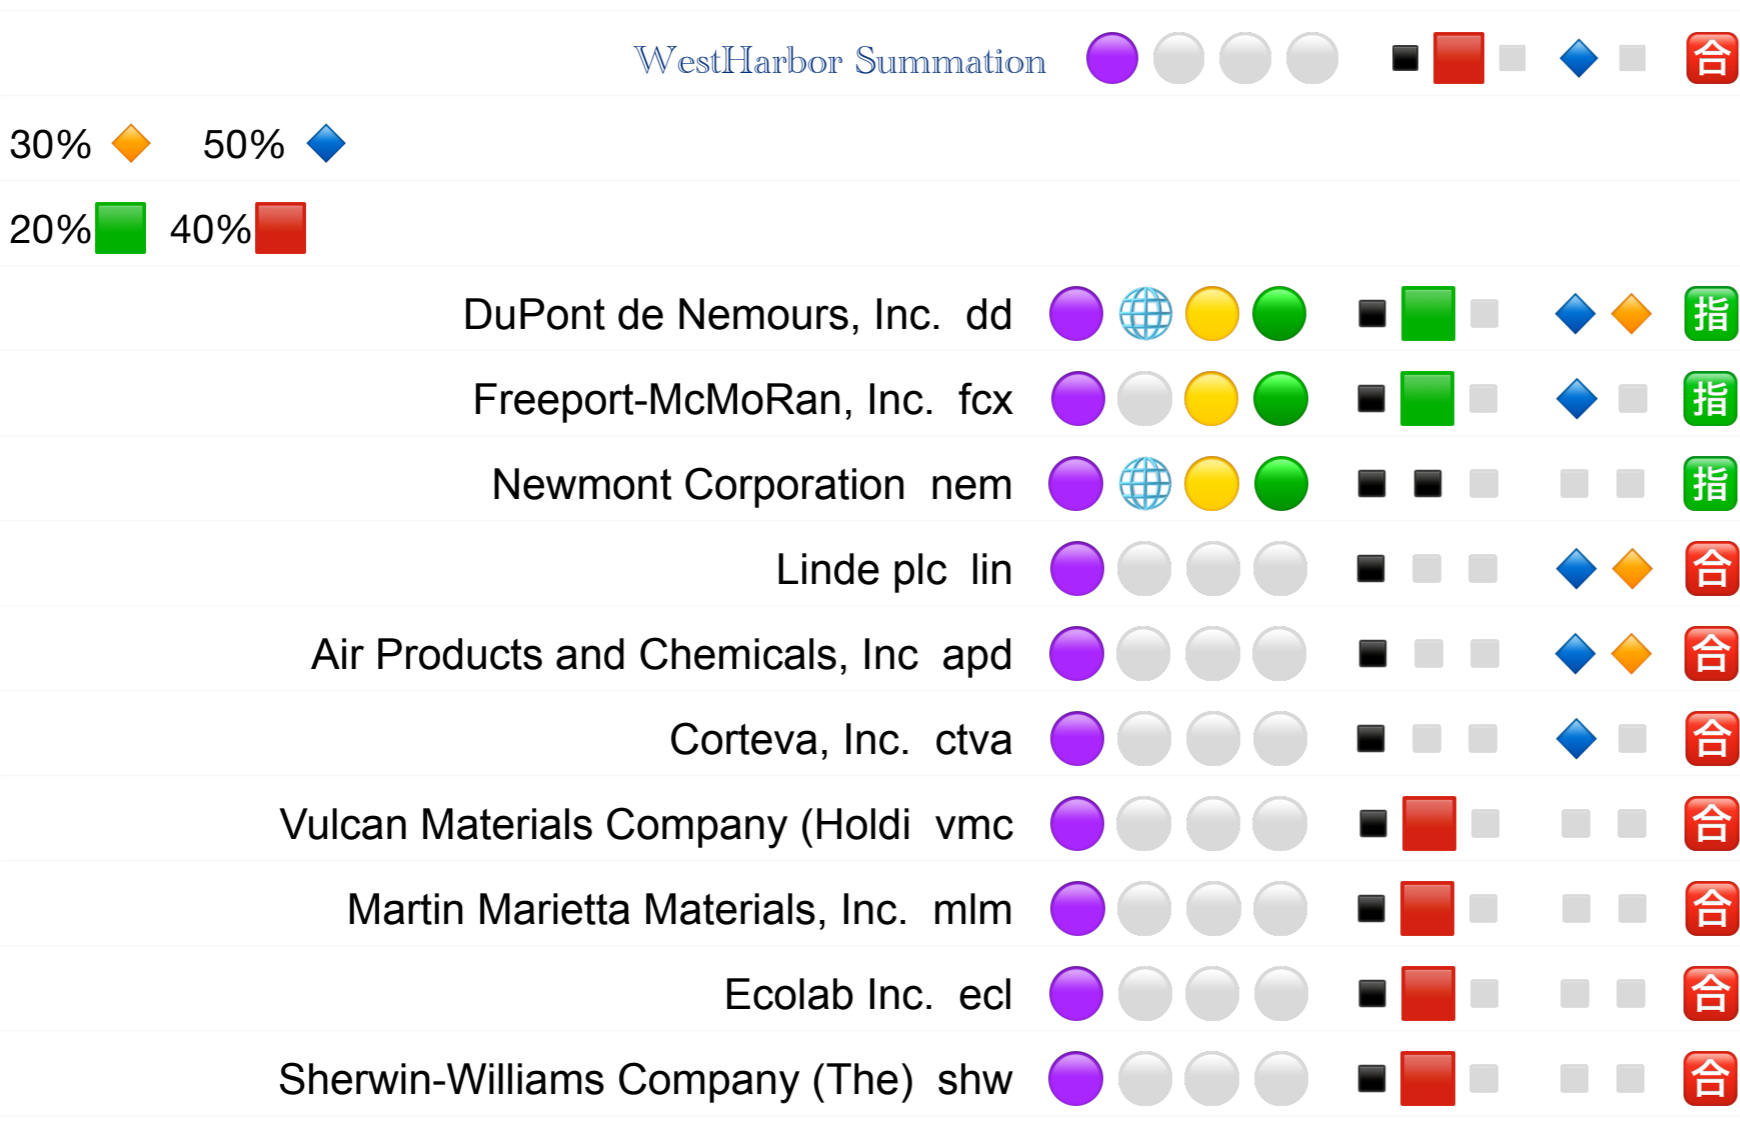 WestHarbor Summation 合
30% 50%
20% 40%
DuPont de Nemours, Inc. dd 指
Freeport-McMoRan, Inc. fcx 指
Newmont Corporation nem 指
Linde plc lin 合
Air Products and Chemicals, Inc apd 合
Corteva, Inc. ctva 合
Vulcan Materials Company (Holdi vmc 合
Martin Marietta Materials, Inc. mlm 合
Ecolab Inc. ecl 合
Sherwin-Williams Company (The) shw 合